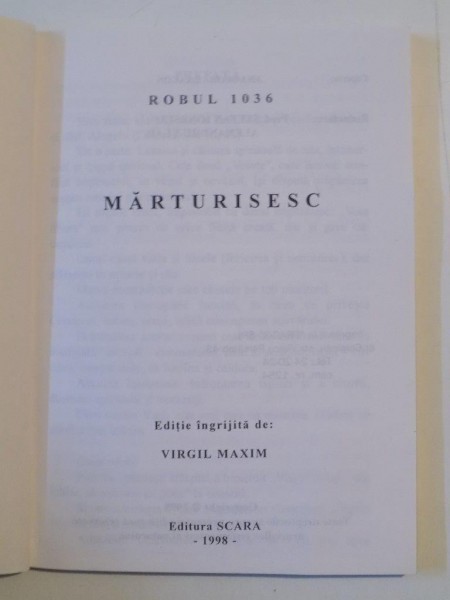 ROBUL 1036
MĂRTURISESC
Ediție îngrijită de:
VIRGIL MAXIM
Editura SCARA
- 1998 -